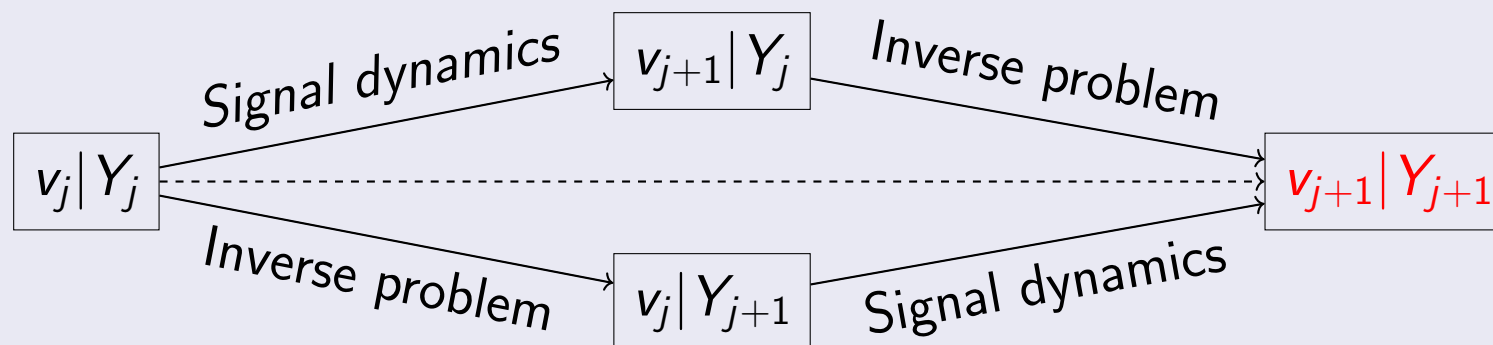 Signal dynamics
v_{j+1}|Y_j
Inverse problem
v_j|Y_j
v_{j+1}|Y_{j+1}
Inverse problem
v_j|Y_{j+1}
Signal dynamics